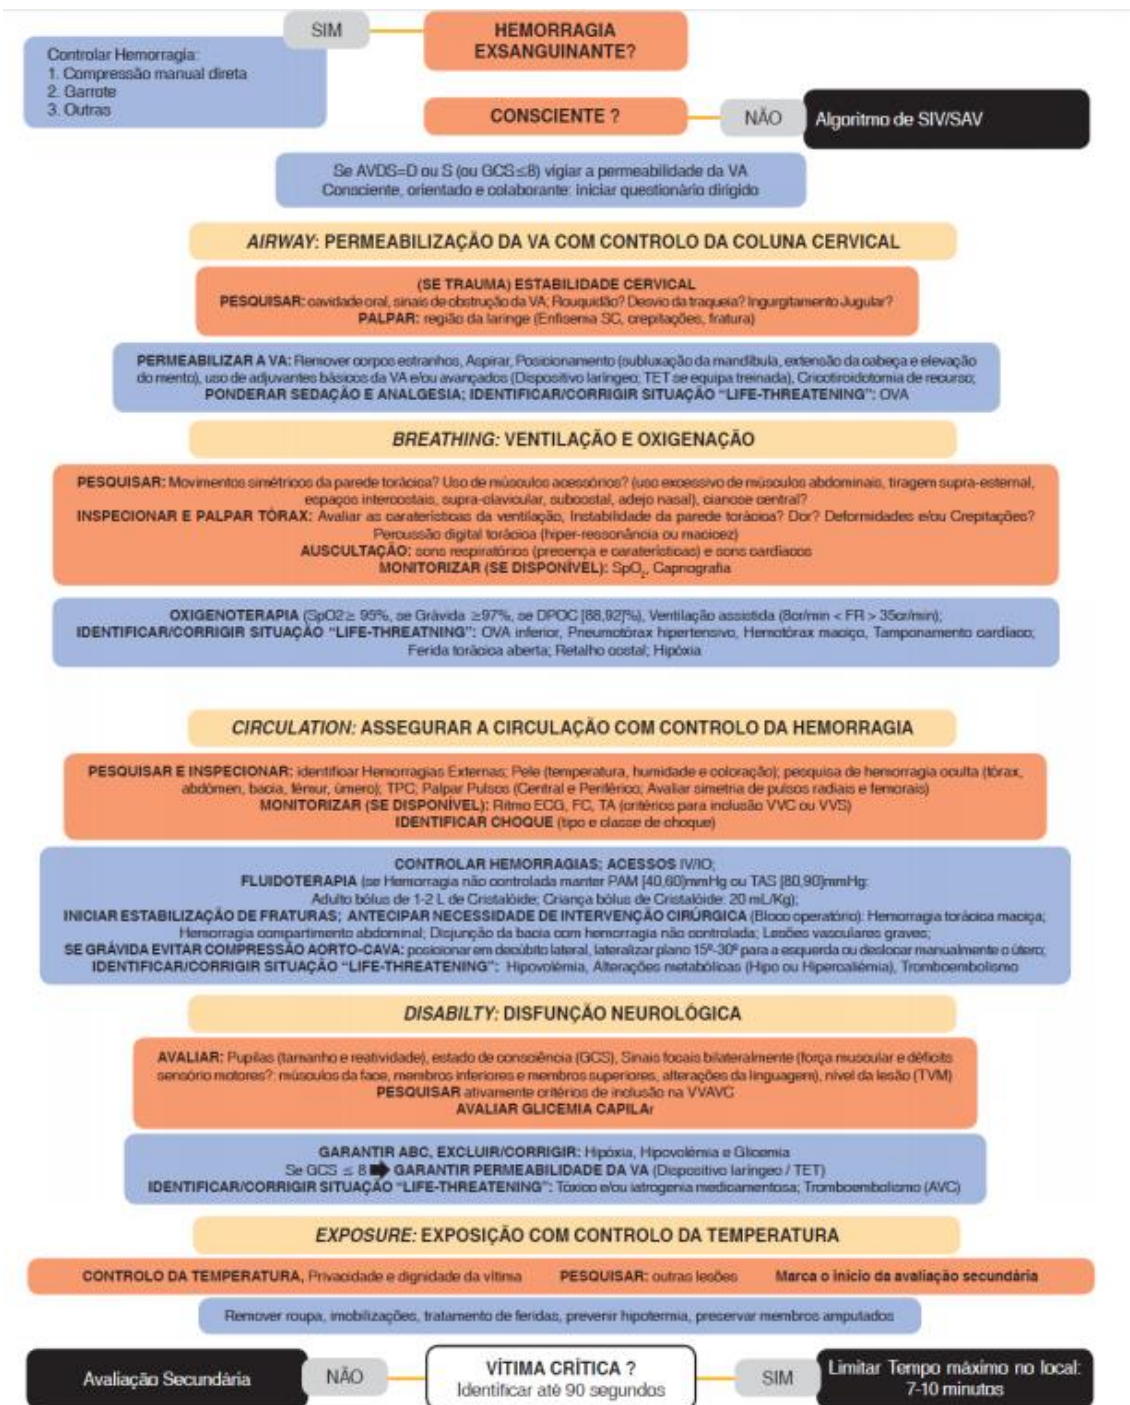 SIM
HEMORRAGIA
EXSANGUINANTE?
Controlar Hemorragia:
1. Compressão manual direta
2. Garrote
3. Outras
CONSCIENTE ?
NÃO
Algoritmo de SIV/SAV
Se AVDS=D ou S (ou GCS≤8) vigiar a permeabilidade da VA
Consciente, orientado e colaborante: iniciar questionário dirigido
AIRWAY: PERMEABILIZAÇÃO DA VA COM CONTROLO DA COLUNA CERVICAL
(SE TRAUMA) ESTABILIDADE CERVICAL
PESQUISAR: cavidade oral, sinais de obstrução da VA; Rouquidão? Desvio da traqueia? Ingurgitamento Jugular?
PALPAR: região da laringe (Enfisema SC, crepitações, fratura)
PERMEABILIZAR A VA: Remover corpos estranhos, Aspirar, Posicionamento (subluxação da mandíbula, extensão da cabeça e elevação
do mento), uso de adjuvantes básicos da VA e/ou avançados (Dispositivo laríngeo; TET se equipa treinada), Cricotiroidotomia de recurso;
PONDERAR SEDAÇÃO E ANALGESIA; IDENTIFICAR/CORRIGIR SITUAÇÃO “LIFE-THREATENING”: OVA
BREATHING: VENTILAÇÃO E OXIGENAÇÃO
PESQUISAR: Movimentos simétricos da parede torácica? Uso de músculos acessórios? (uso excessivo de músculos abdominais, tiragem supra-esternal,
espaços intercostais, supra-clavicular, subcostal, adejo nasal), cianose central?
INSPECIONAR E PALPAR TÓRAX: Avaliar as caraterísticas da ventilação, Instabilidade da parede torácica? Dor? Deformidades e/ou Crepitações?
Percussão digital torácica (hiper-ressonância ou macicez)
AUSCULTAÇÃO: sons respiratórios (presença e caraterísticas) e sons cardíacos
MONITORIZAR (SE DISPONÍVEL): SpO₂, Capnografia
OXIGENOTERAPIA (SpO2≥ 95%, se Grávida ≥97%, se DPOC [88,92]%), Ventilação assistida (8cr/min < FR > 35cr/min);
IDENTIFICAR/CORRIGIR SITUAÇÃO “LIFE-THREATNING”: OVA inferior, Pneumotórax hipertensivo, Hemotórax maciço, Tamponamento cardíaco;
Ferida torácica aberta; Retalho costal; Hipóxia
CIRCULATION: ASSEGURAR A CIRCULAÇÃO COM CONTROLO DA HEMORRAGIA
PESQUISAR E INSPECIONAR: identificar Hemorragias Externas; Pele (temperatura, humidade e coloração); pesquisa de hemorragia oculta (tórax,
abdómen, bacia, fémur, úmero); TPC; Palpar Pulsos (Central e Periférico; Avaliar simetria de pulsos radiais e femorais)
MONITORIZAR (SE DISPONÍVEL): Ritmo ECG, FC, TA (critérios para inclusão VVC ou VVS)
IDENTIFICAR CHOQUE (tipo e classe de choque)
CONTROLAR HEMORRAGIAS; ACESSOS IV/IO;
FLUIDOTERAPIA (se Hemorragia não controlada manter PAM [40,60]mmHg ou TAS [80,90]mmHg:
Adulto bólus de 1-2 L de Cristalóide; Criança bólus de Cristalóide: 20 mL/Kg);
INICIAR ESTABILIZAÇÃO DE FRATURAS; ANTECIPAR NECESSIDADE DE INTERVENÇÃO CIRÚRGICA (Bloco operatório): Hemorragia torácica maciça;
Hemorragia compartimento abdominal; Disjunção da bacia com hemorragia não controlada; Lesões vasculares graves;
SE GRÁVIDA EVITAR COMPRESSÃO AORTO-CAVA: posicionar em decúbito lateral, lateralizar plano 15º-30º para a esquerda ou deslocar manualmente o útero;
IDENTIFICAR/CORRIGIR SITUAÇÃO “LIFE-THREATENING”: Hipovolémia, Alterações metabólicas (Hipo ou Hipercaliémia), Tromboembolismo
DISABILTY: DISFUNÇÃO NEUROLÓGICA
AVALIAR: Pupilas (tamanho e reatividade), estado de consciência (GCS), Sinais focais bilateralmente (força muscular e déficits
sensório motores?: músculos da face, membros inferiores e membros superiores, alterações da linguagem), nível da lesão (TVM)
PESQUISAR ativamente critérios de inclusão na VVAVC
AVALIAR GLICEMIA CAPILAr
GARANTIR ABC, EXCLUIR/CORRIGIR: Hipóxia, Hipovolémia e Glicemia
Se GCS ≤ 8 ➡ GARANTIR PERMEABILIDADE DA VA (Dispositivo laríngeo / TET)
IDENTIFICAR/CORRIGIR SITUAÇÃO “LIFE-THREATENING”: Tóxico e/ou iatrogenia medicamentosa; Tromboembolismo (AVC)
EXPOSURE: EXPOSIÇÃO COM CONTROLO DA TEMPERATURA
CONTROLO DA TEMPERATURA, Privacidade e dignidade da vítima PESQUISAR: outras lesões Marca o início da avaliação secundária
Remover roupa, imobilizações, tratamento de feridas, prevenir hipotermia, preservar membros amputados
Avaliação Secundária
NÃO
VÍTIMA CRÍTICA ?
Identificar até 90 segundos
SIM
Limitar Tempo máximo no local:
7-10 minutos